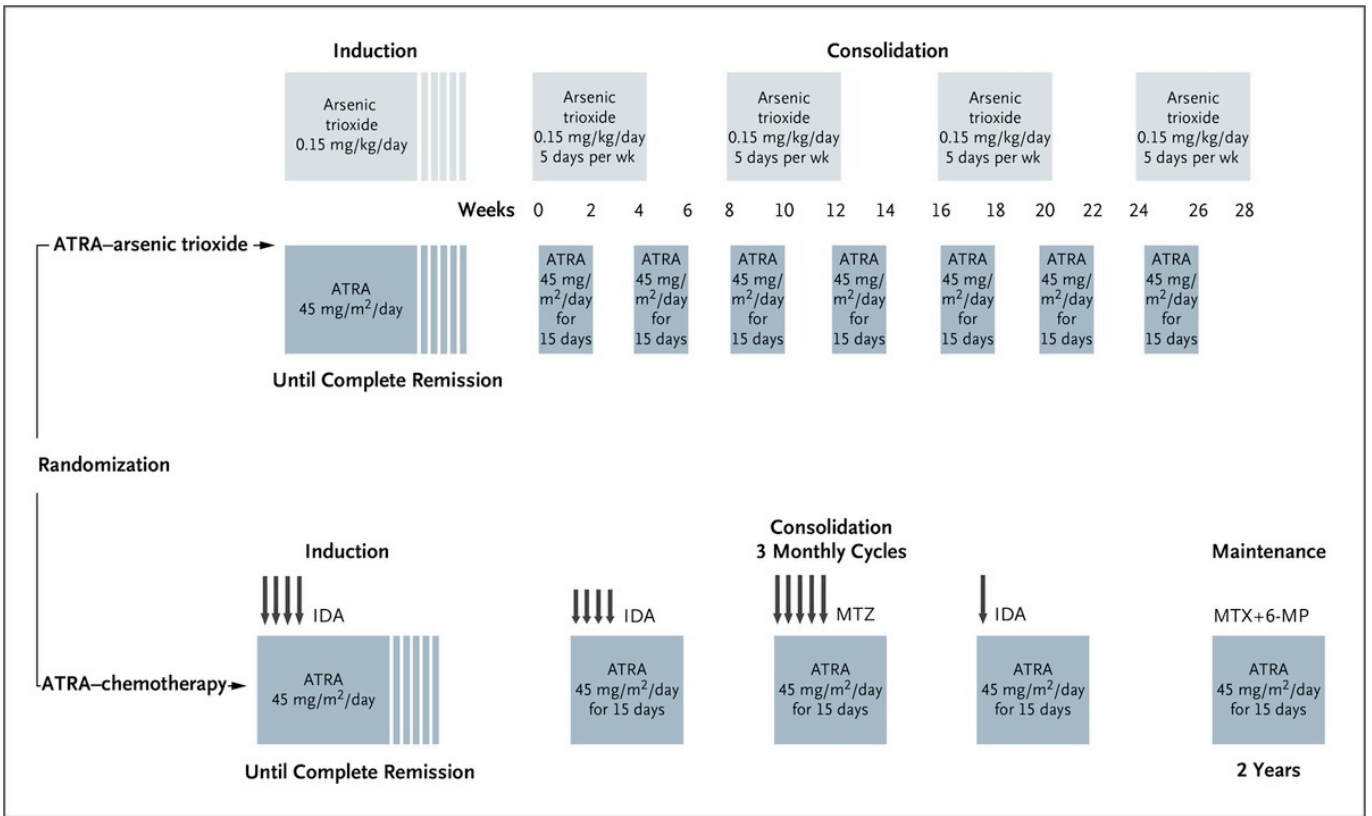 Induction
Consolidation
Arsenic
trioxide
0.15 mg/kg/day
Arsenic
trioxide
0.15 mg/kg/day
5 days per wk
Arsenic
trioxide
0.15 mg/kg/day
5 days per wk
Arsenic
trioxide
0.15 mg/kg/day
5 days per wk
Arsenic
trioxide
0.15 mg/kg/day
5 days per wk
Weeks 0 2 4 6 8 10 12 14 16 18 20 22 24 26 28
ATRA–arsenic trioxide
ATRA
45 mg/m²/day
ATRA
45 mg/
m²/day
for
15 days
ATRA
45 mg/
m²/day
for
15 days
ATRA
45 mg/
m²/day
for
15 days
ATRA
45 mg/
m²/day
for
15 days
ATRA
45 mg/
m²/day
for
15 days
ATRA
45 mg/
m²/day
for
15 days
ATRA
45 mg/
m²/day
for
15 days
Until Complete Remission
Randomization
Induction
Consolidation
3 Monthly Cycles
Maintenance
IDA
IDA
MTZ
IDA
MTX+6-MP
ATRA–chemotherapy
ATRA
45 mg/m²/day
ATRA
45 mg/m²/day
for 15 days
ATRA
45 mg/m²/day
for 15 days
ATRA
45 mg/m²/day
for 15 days
ATRA
45 mg/m²/day
for 15 days
Until Complete Remission
2 Years